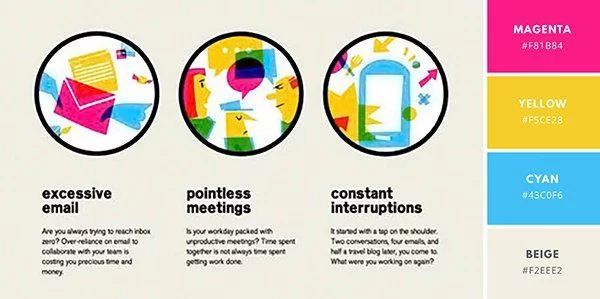 excessive
email
Are you always trying to reach inbox
zero? Over-reliance on email to
collaborate with your team is
costing you precious time and
money.
pointless
meetings
Is your workday packed with
unproductive meetings? Time spent
together is not always time spent
getting work done.
constant
interruptions
It started with a tap on the shoulder.
Two conversations, four emails, and
half a travel blog later, you come to.
What were you working on again?
MAGENTA
#F81B84
YELLOW
#F5CE28
CYAN
#43C0F6
BEIGE
#F2EEE2